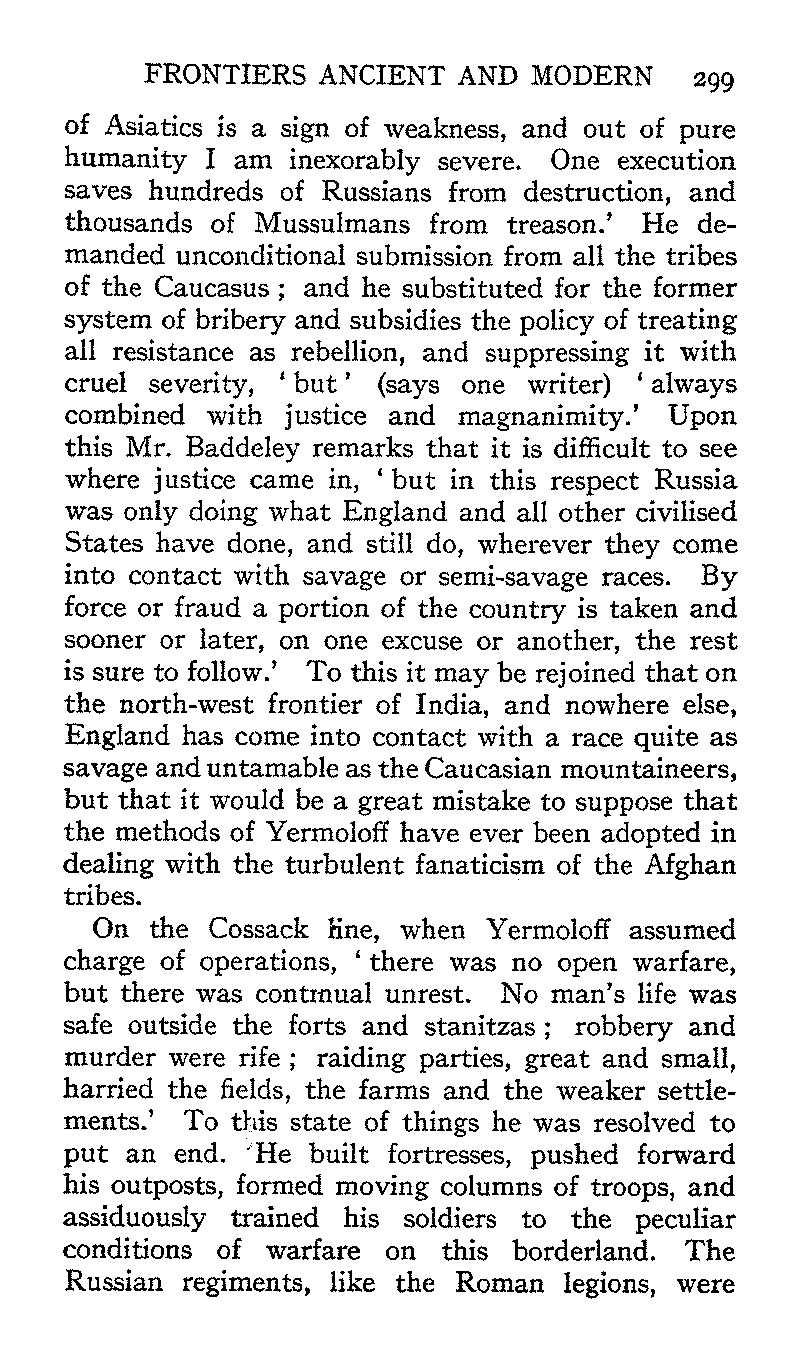 FRONTIERS ANCIENT AND MODERN 299
of Asiatics is a sign of weakness, and out of pure
humanity I am inexorably severe. One execution
saves hundreds of Russians from destruction, and
thousands of Mussulmans from treason.’ He de-
manded unconditional submission from all the tribes
of the Caucasus ; and he substituted for the former
system of bribery and subsidies the policy of treating
all resistance as rebellion, and suppressing it with
cruel severity, ‘ but ’ (says one writer) ‘ always
combined with justice and magnanimity.’ Upon
this Mr. Baddeley remarks that it is difficult to see
where justice came in, ‘ but in this respect Russia
was only doing what England and all other civilised
States have done, and still do, wherever they come
into contact with savage or semi-savage races. By
force or fraud a portion of the country is taken and
sooner or later, on one excuse or another, the rest
is sure to follow.’ To this it may be rejoined that on
the north-west frontier of India, and nowhere else,
England has come into contact with a race quite as
savage and untamable as the Caucasian mountaineers,
but that it would be a great mistake to suppose that
the methods of Yermoloff have ever been adopted in
dealing with the turbulent fanaticism of the Afghan
tribes.
On the Cossack line, when Yermoloff assumed
charge of operations, ‘ there was no open warfare,
but there was continual unrest. No man’s life was
safe outside the forts and stanitzas ; robbery and
murder were rife ; raiding parties, great and small,
harried the fields, the farms and the weaker settle-
ments.’ To this state of things he was resolved to
put an end. He built fortresses, pushed forward
his outposts, formed moving columns of troops, and
assiduously trained his soldiers to the peculiar
conditions of warfare on this borderland. The
Russian regiments, like the Roman legions, were